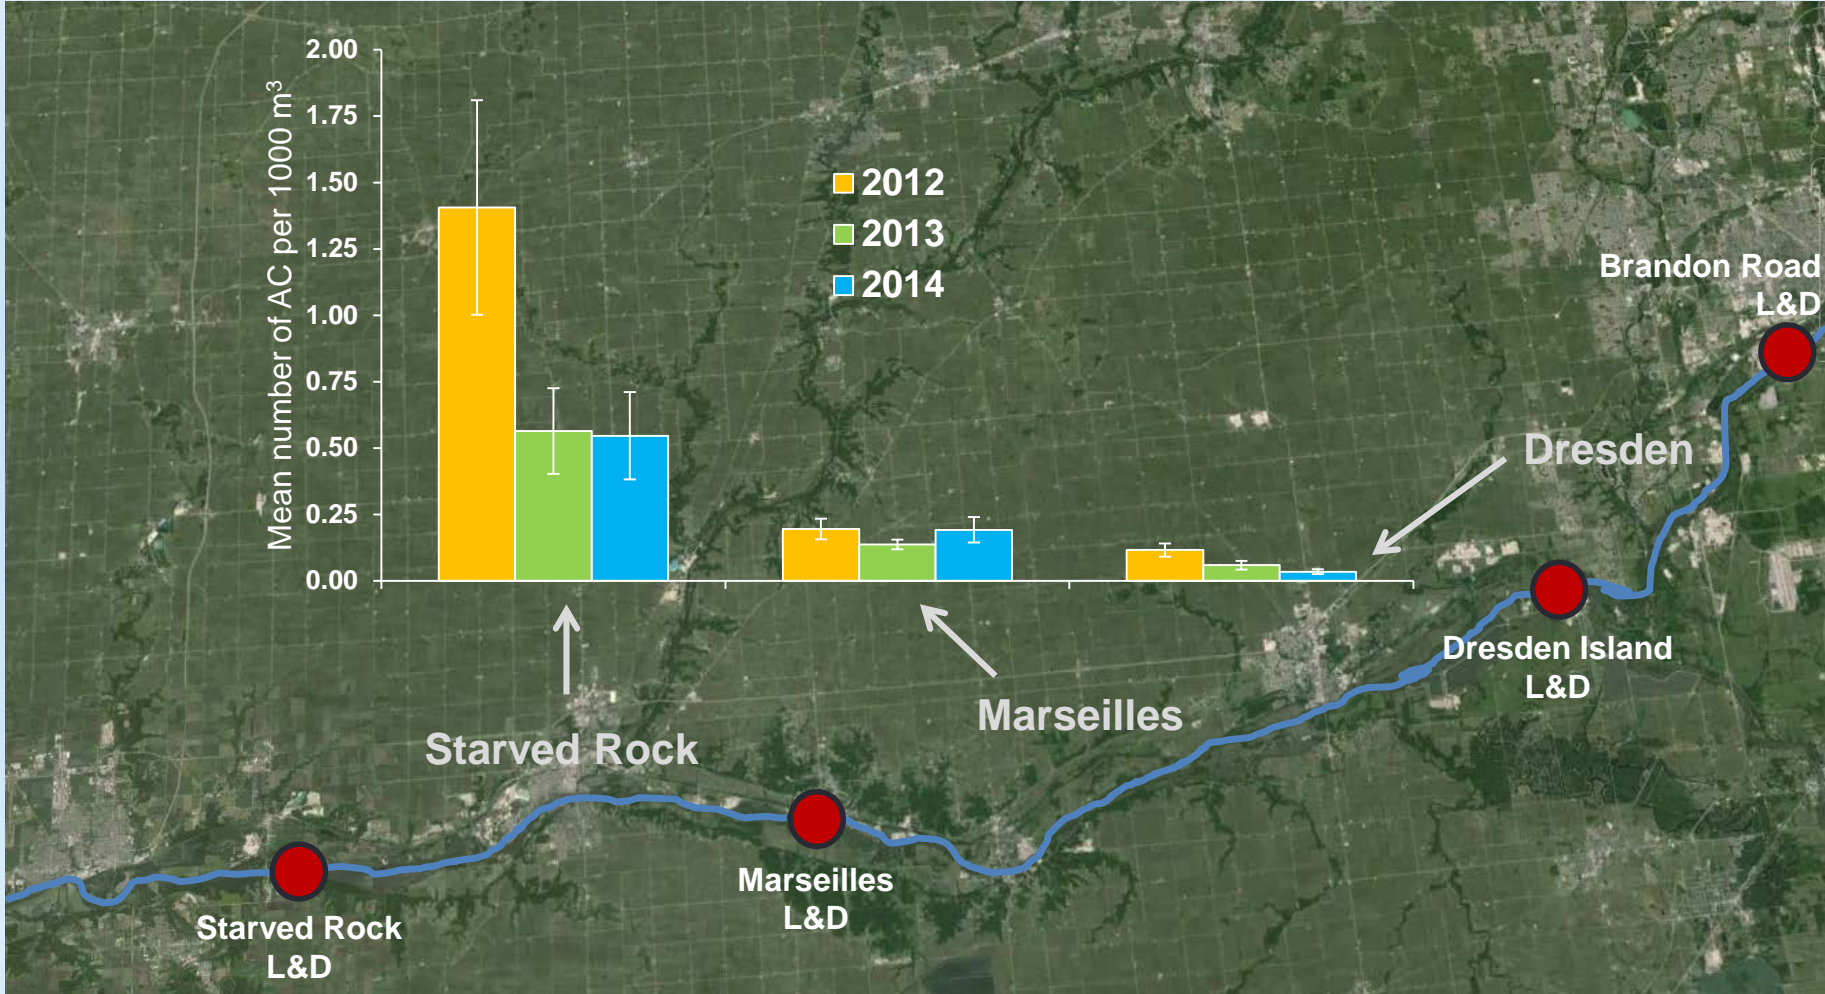 Mean number of AC per 1000 m³
2.00
1.75
1.50
1.25
1.00
0.75
0.50
0.25
0.00
2012
2013
2014
Brandon Road
L&D
Dresden
Dresden Island
L&D
Marseilles
Starved Rock
Marseilles
L&D
Starved Rock
L&D